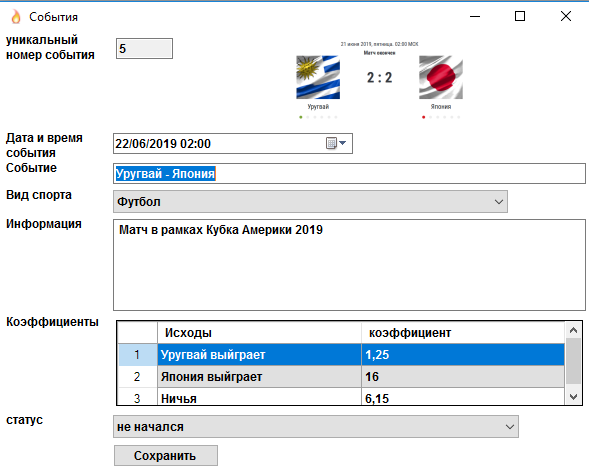 События
уникальный
номер события
5
21 июня 2019, пятница, 02:00 МСК
Матч окончен
2 : 2
Уругвай
Япония
Дата и время
события
22/06/2019 02:00
Событие
Уругвай - Япония
Вид спорта
Футбол
Информация
Матч в рамках Кубка Америки 2019
Коэффициенты
Исходы коэффициент
1 Уругвай выйграет 1,25
2 Япония выйграет 16
3 Ничья 6,15
статус
не начался
Сохранить